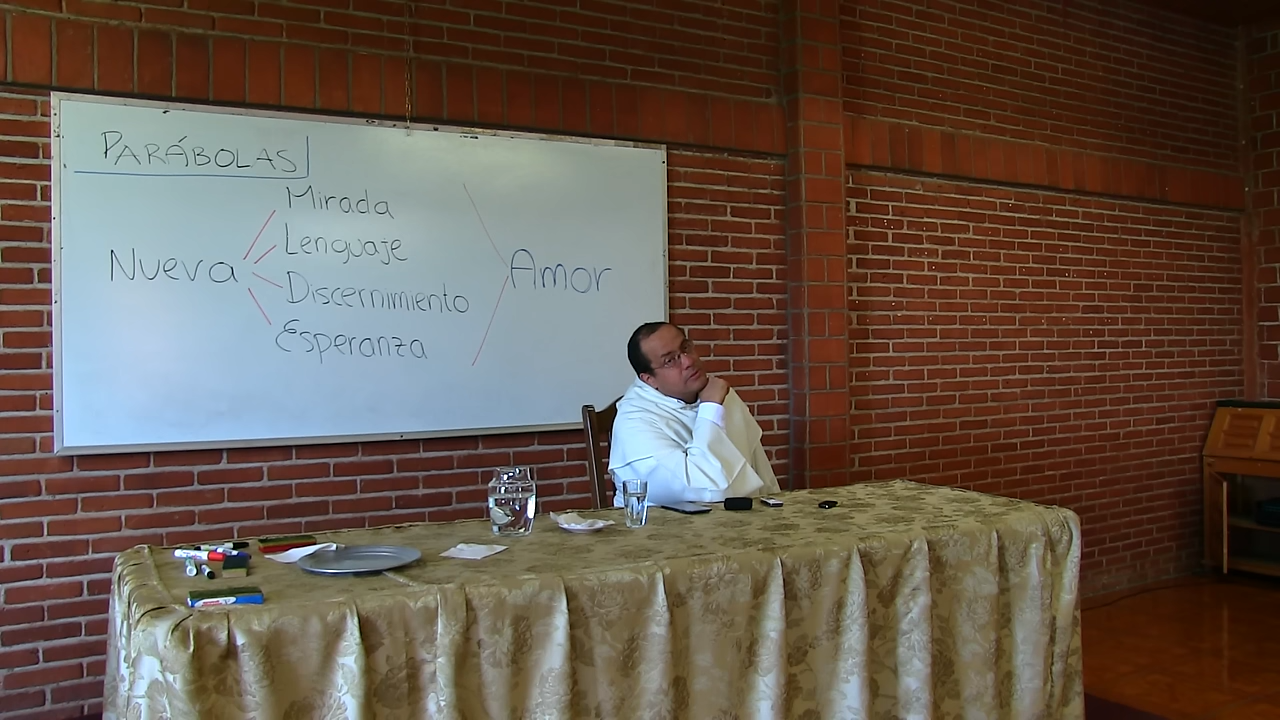 PARÁBOLAS
Mirada
Lenguaje
Nueva
Amor
Discernimiento
Esperanza